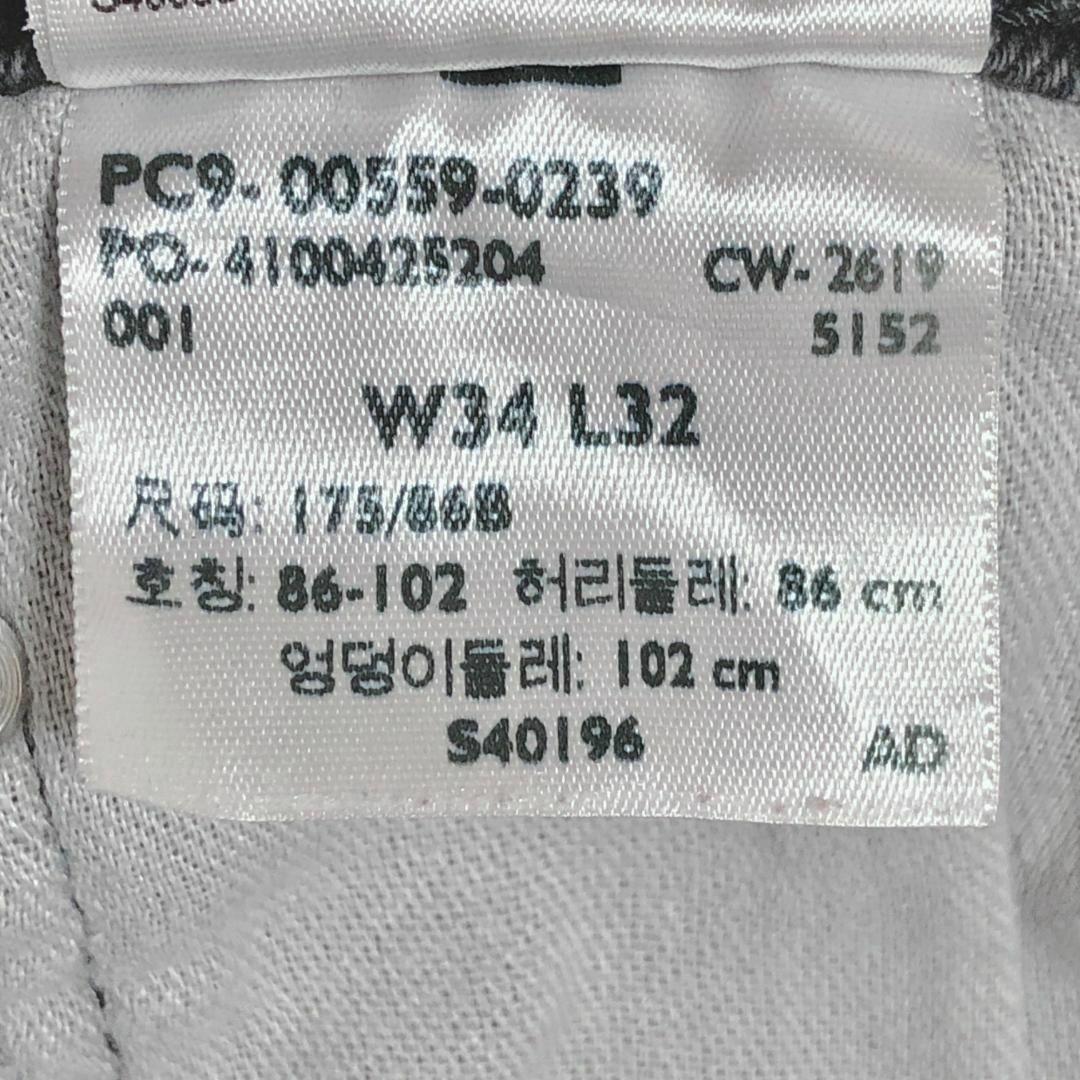 PC9- 00559-0239
PO- 4100425204 CW- 2619
001 5152
W34 L32
尺码: 175/86B
호칭: 86-102 허리둘레: 86 cm
엉덩이둘레: 102 cm
S40196 AD